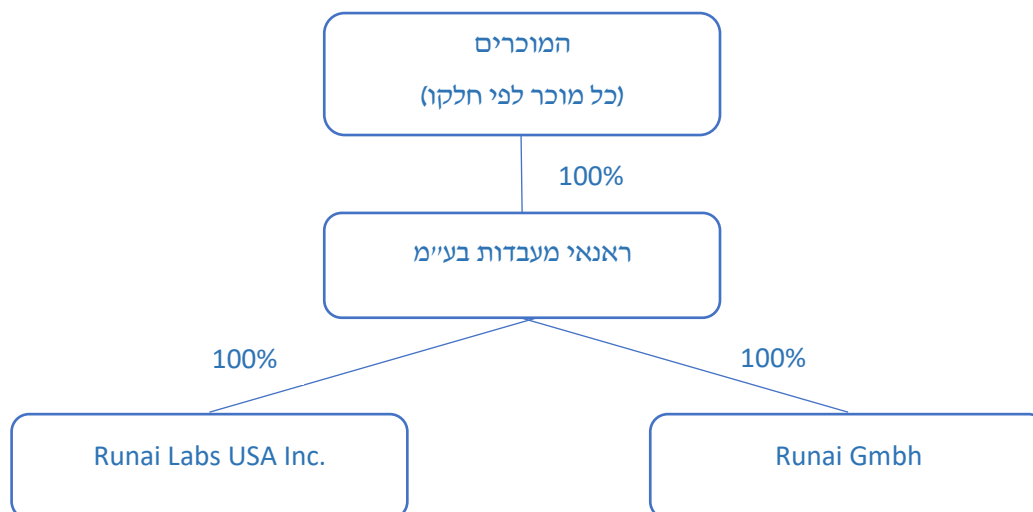 המוכרים
(כל מוכר לפי חלקו)
100%
ראנאי מעבדות בע״מ
100%
100%
Runai Labs USA Inc.
Runai Gmbh